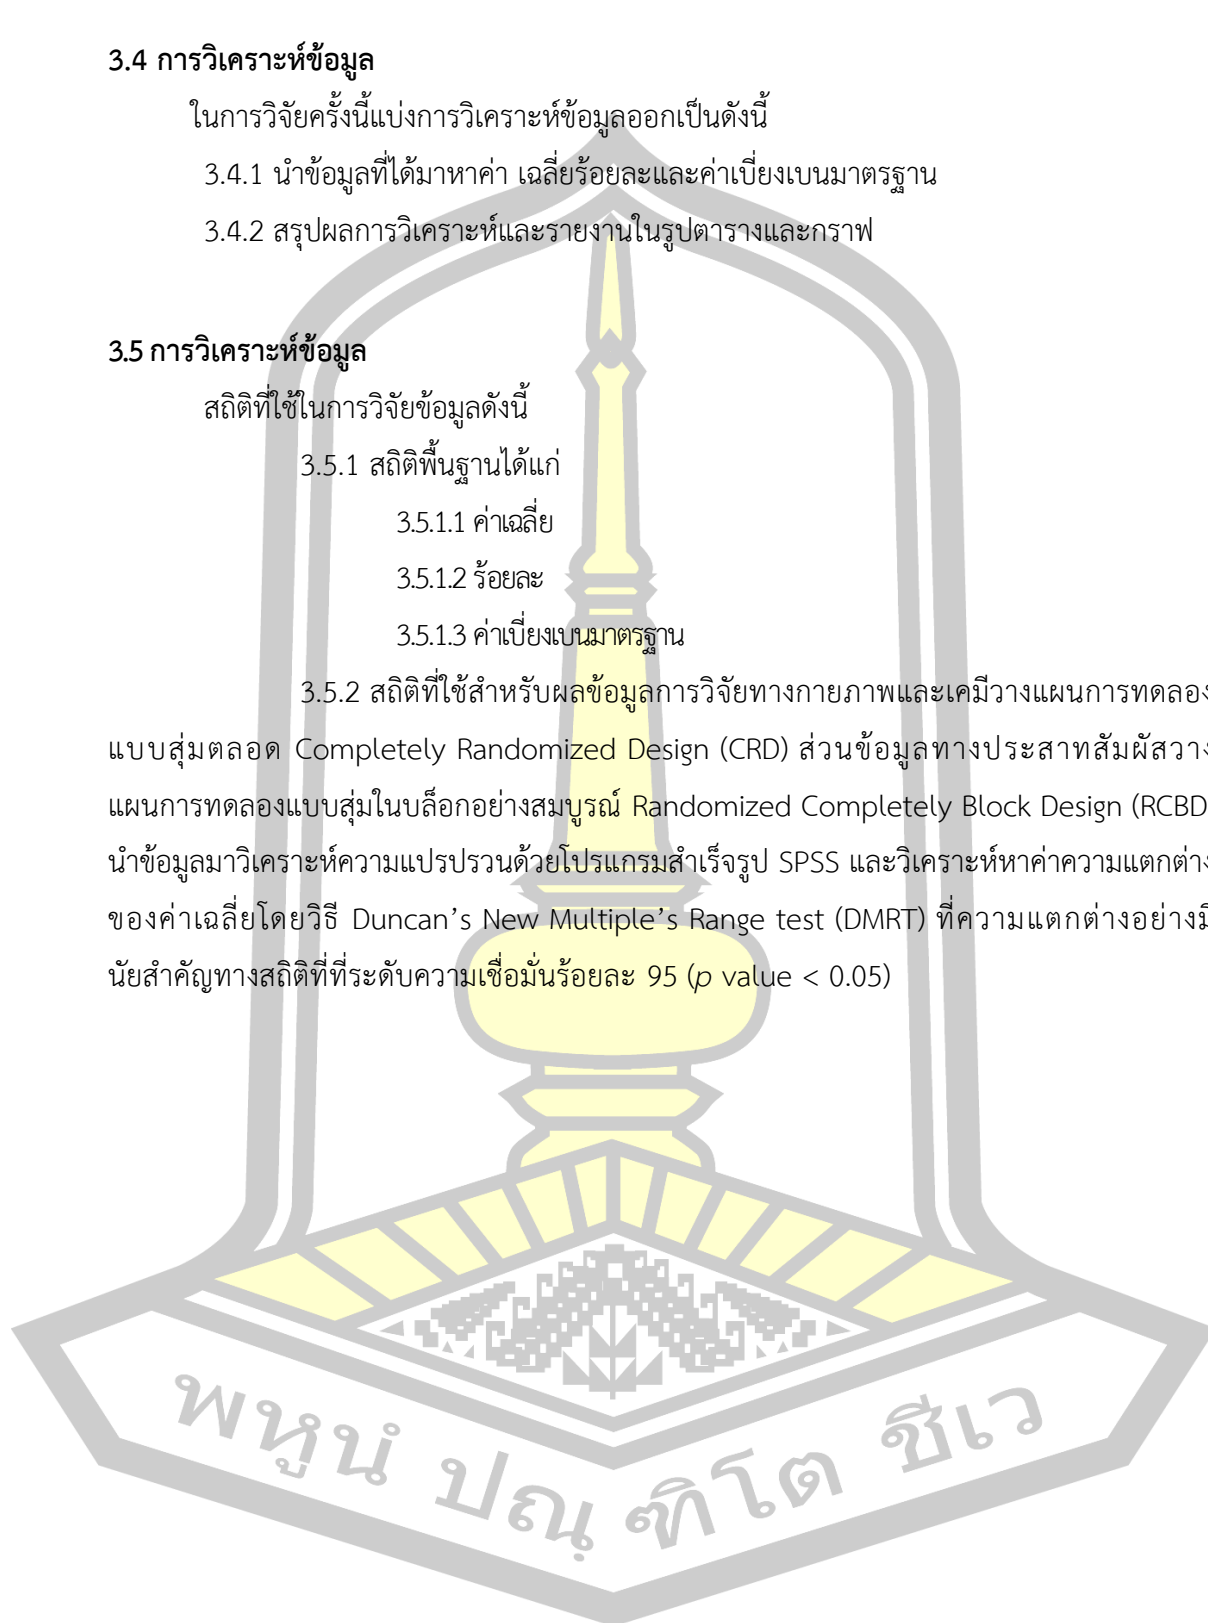 3.4 การวิเคราะห์ข้อมูล
ในการวิจัยครั้งนี้แบ่งการวิเคราะห์ข้อมูลออกเป็นดังนี้
3.4.1 นำข้อมูลที่ได้มาหาค่า เฉลี่ยร้อยละและค่าเบี่ยงเบนมาตรฐาน
3.4.2 สรุปผลการวิเคราะห์และรายงานในรูปตารางและกราฟ
3.5 การวิเคราะห์ข้อมูล
สถิติที่ใช้ในการวิจัยข้อมูลดังนี้
3.5.1 สถิติพื้นฐานได้แก่
3.5.1.1 ค่าเฉลี่ย
3.5.1.2 ร้อยละ
3.5.1.3 ค่าเบี่ยงเบนมาตรฐาน
3.5.2 สถิติที่ใช้สำหรับผลข้อมูลการวิจัยทางกายภาพและเคมีวางแผนการทดลอง
แบบสุ่มตลอด Completely Randomized Design (CRD) ส่วนข้อมูลทางประสาทสัมผัสวาง
แผนการทดลองแบบสุ่มในบล็อกอย่างสมบูรณ์ Randomized Completely Block Design (RCBD
นำข้อมูลมาวิเคราะห์ความแปรปรวนด้วยโปรแกรมสำเร็จรูป SPSS และวิเคราะห์หาค่าความแตกต่าง
ของค่าเฉลี่ยโดยวิธี Duncan’s New Multiple’s Range test (DMRT) ที่ความแตกต่างอย่างมี
นัยสำคัญทางสถิติที่ที่ระดับความเชื่อมั่นร้อยละ 95 (p value < 0.05)
พหูนํ ปณฺฑิโต ชีเว